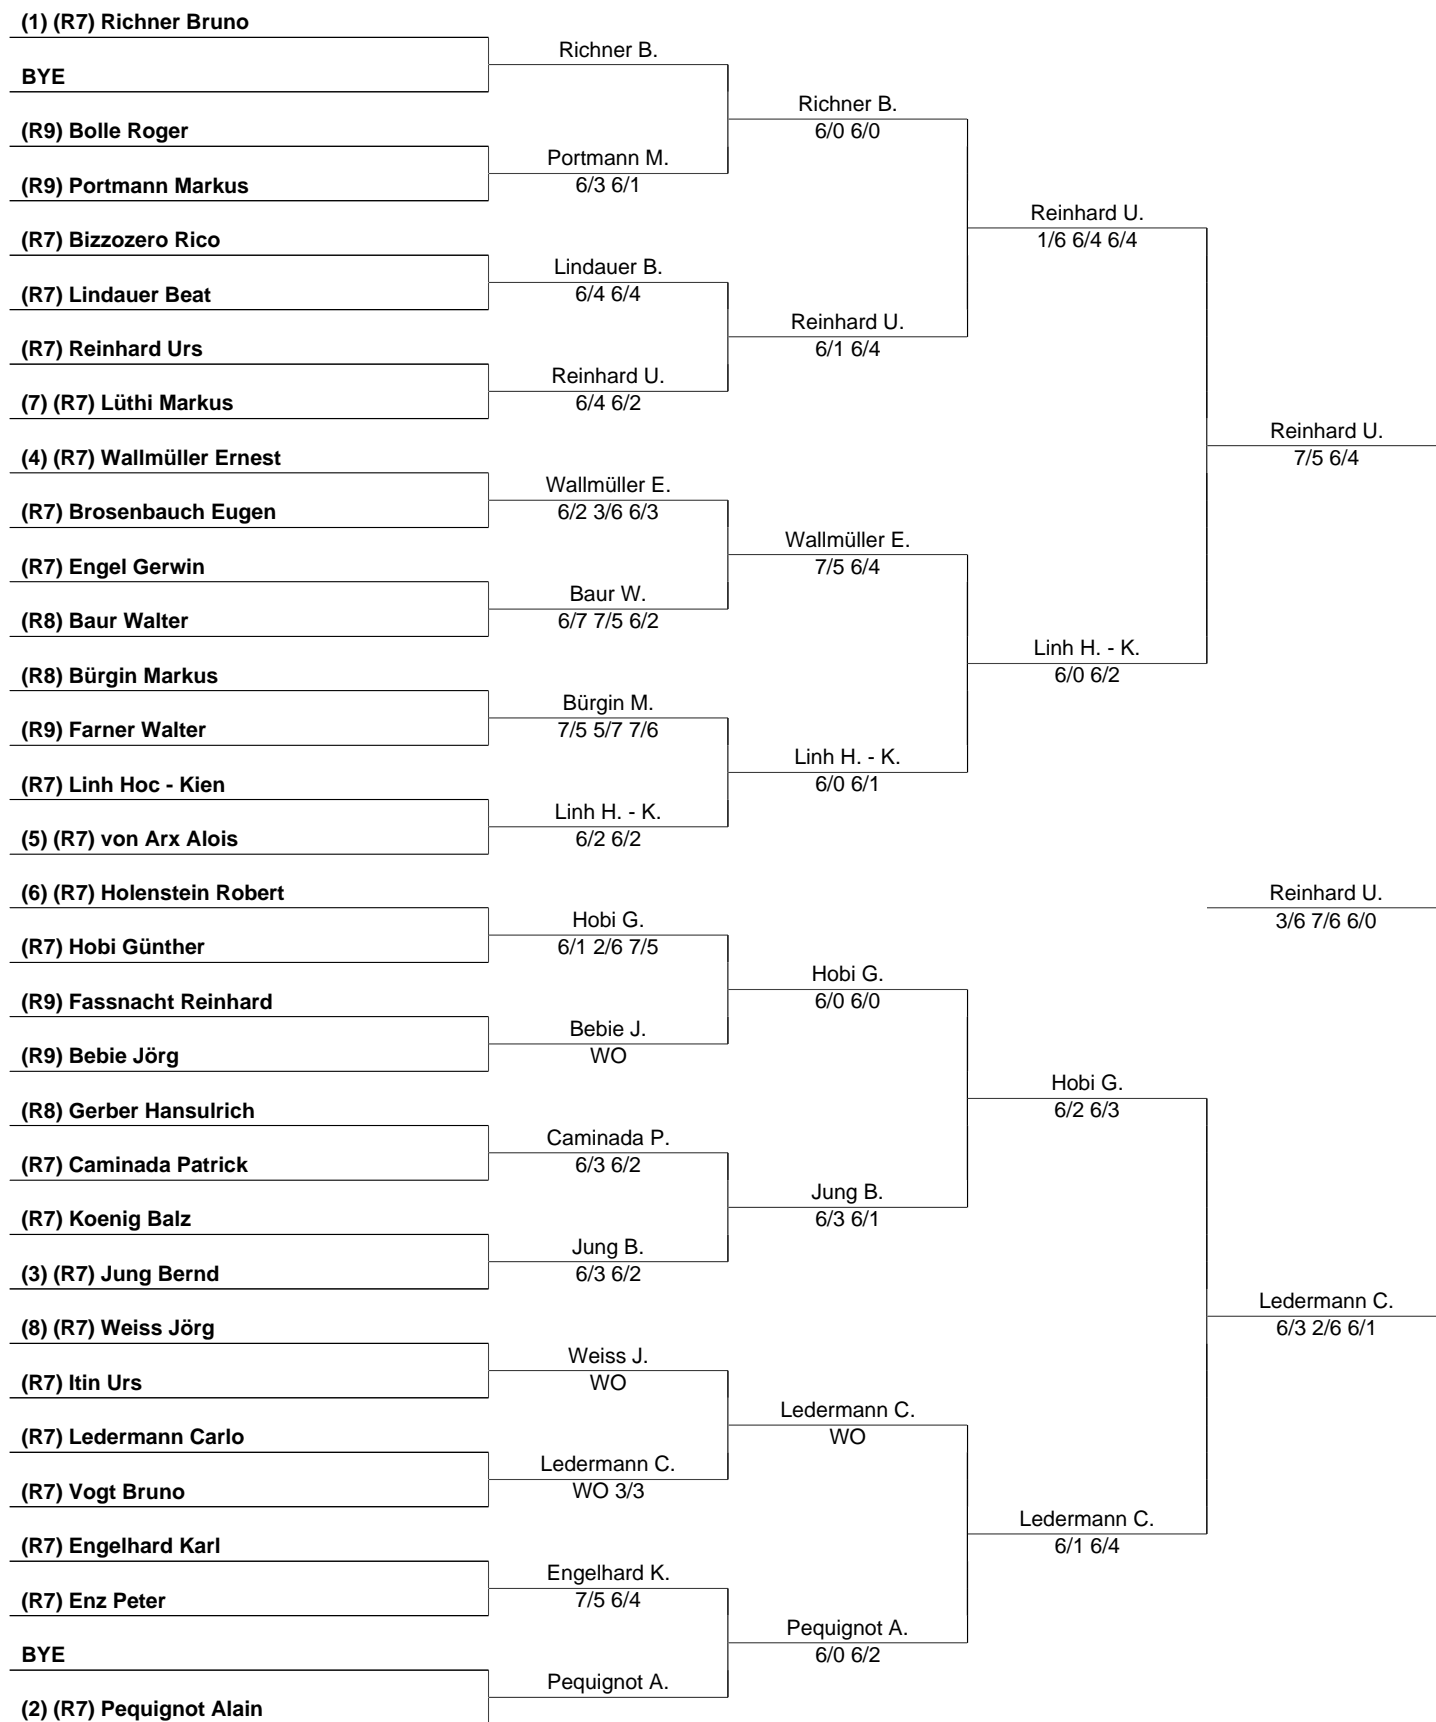 (1) (R7) Richner Bruno
BYE
(R9) Bolle Roger
(R9) Portmann Markus
(R7) Bizzozero Rico
(R7) Lindauer Beat
(R7) Reinhard Urs
(7) (R7) Lüthi Markus
(4) (R7) Wallmüller Ernest
(R7) Brosenbauch Eugen
(R7) Engel Gerwin
(R8) Baur Walter
(R8) Bürgin Markus
(R9) Farner Walter
(R7) Linh Hoc - Kien
(5) (R7) von Arx Alois
(6) (R7) Holenstein Robert
(R7) Hobi Günther
(R9) Fassnacht Reinhard
(R9) Bebie Jörg
(R8) Gerber Hansulrich
(R7) Caminada Patrick
(R7) Koenig Balz
(3) (R7) Jung Bernd
(8) (R7) Weiss Jörg
(R7) Itin Urs
(R7) Ledermann Carlo
(R7) Vogt Bruno
(R7) Engelhard Karl
(R7) Enz Peter
BYE
(2) (R7) Pequignot Alain
Richner B.
Portmann M.
6/3 6/1
Lindauer B.
6/4 6/4
Reinhard U.
6/4 6/2
Wallmüller E.
6/2 3/6 6/3
Baur W.
6/7 7/5 6/2
Bürgin M.
7/5 5/7 7/6
Linh H. - K.
6/2 6/2
Hobi G.
6/1 2/6 7/5
Bebie J.
WO
Caminada P.
6/3 6/2
Jung B.
6/3 6/2
Weiss J.
WO
Ledermann C.
WO 3/3
Engelhard K.
7/5 6/4
Pequignot A.
Richner B.
6/0 6/0
Reinhard U.
6/1 6/4
Wallmüller E.
7/5 6/4
Linh H. - K.
6/0 6/1
Hobi G.
6/0 6/0
Jung B.
6/3 6/1
Ledermann C.
WO
Pequignot A.
6/0 6/2
Reinhard U.
1/6 6/4 6/4
Linh H. - K.
6/0 6/2
Hobi G.
6/2 6/3
Ledermann C.
6/1 6/4
Reinhard U.
7/5 6/4
Reinhard U.
3/6 7/6 6/0
Ledermann C.
6/3 2/6 6/1